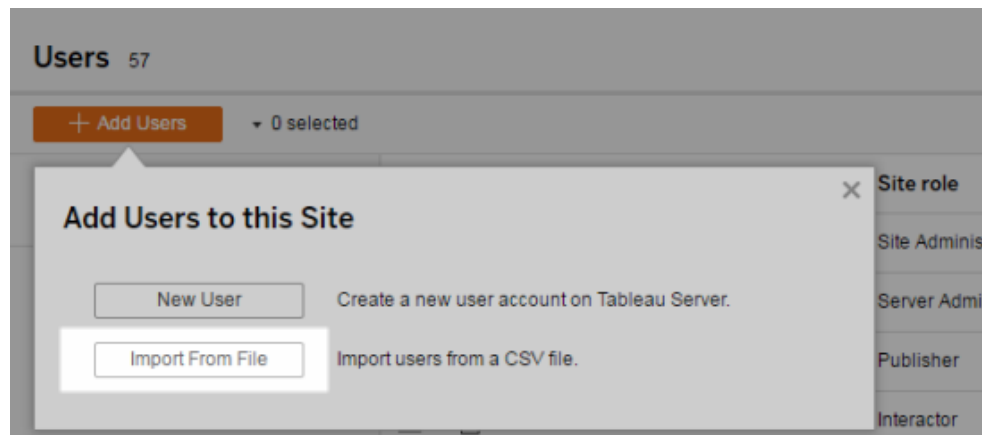 Users 57
+ Add Users
0 selected
Site role
Add Users to this Site
Site Adminis
New User
Create a new user account on Tableau Server.
Server Admi
Import From File
Import users from a CSV file.
Publisher
Interactor